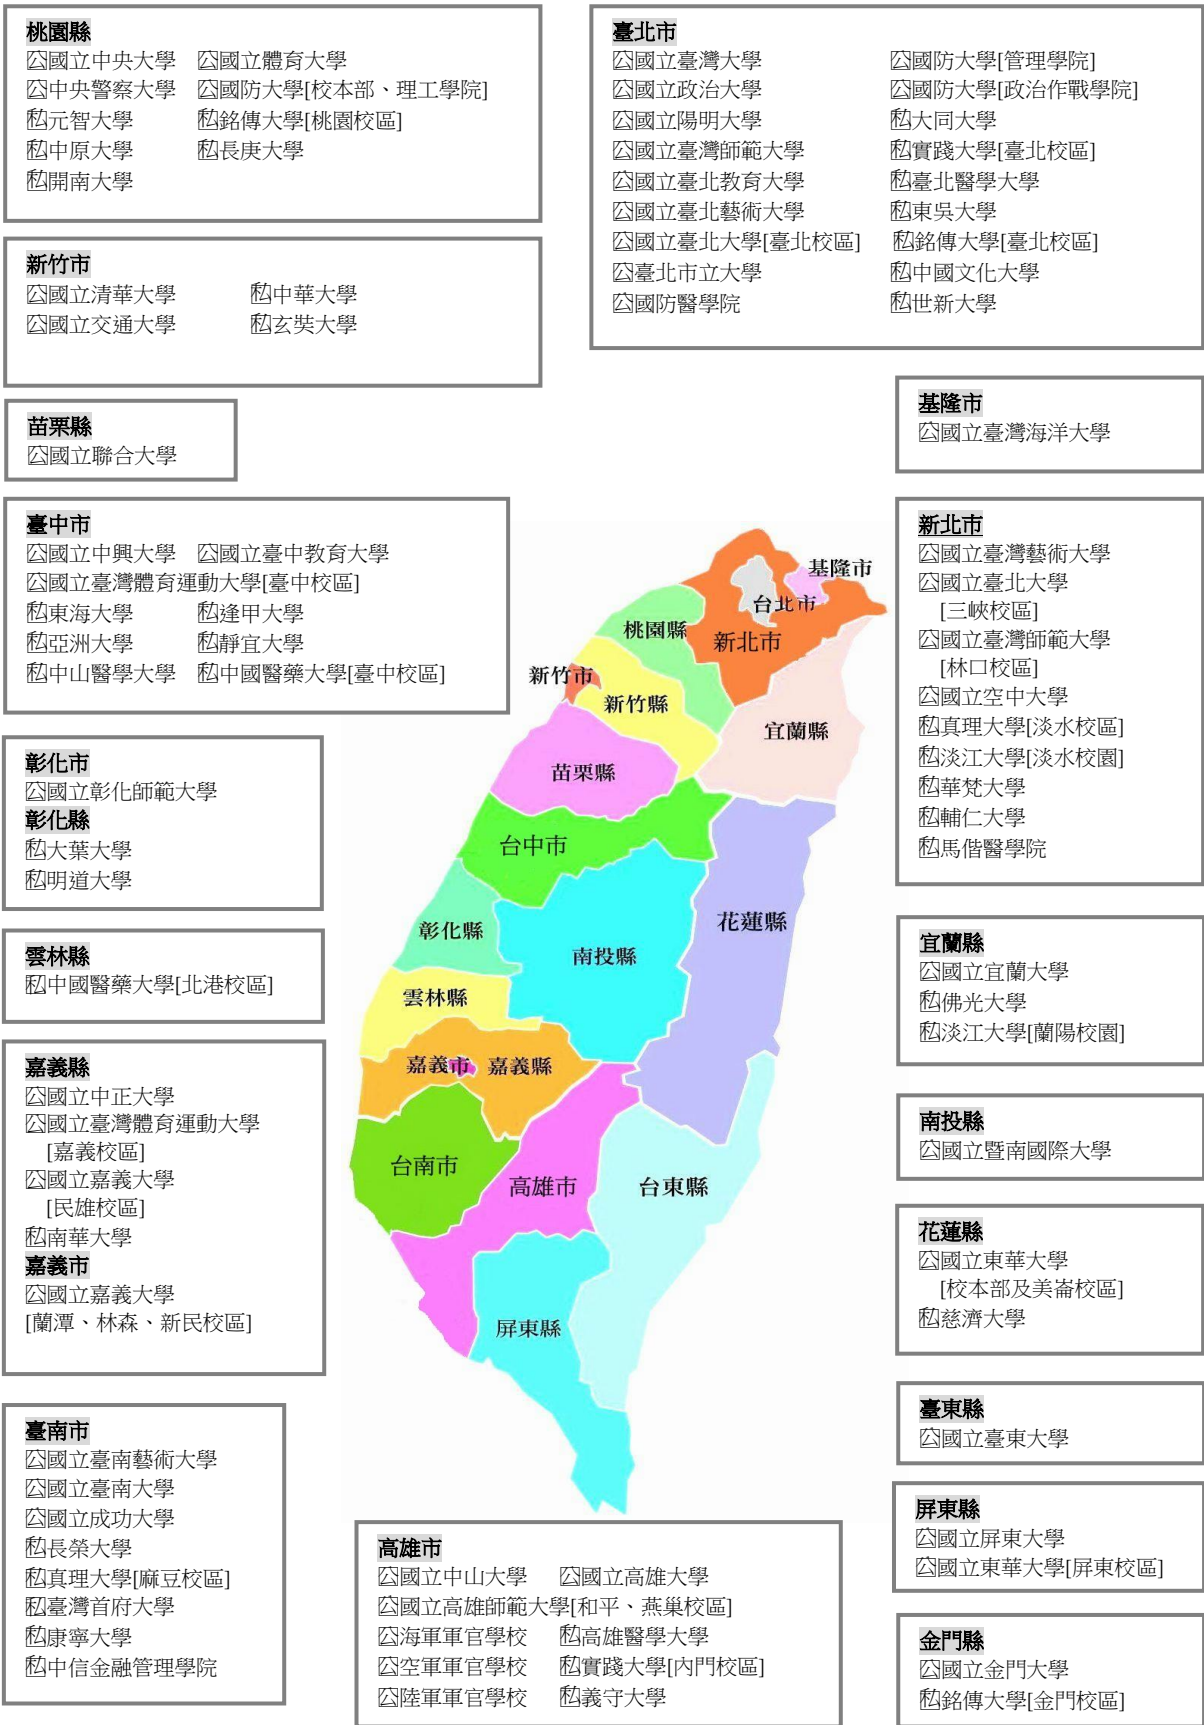 桃園縣
公國立中央大學 公國立體育大學
公中央警察大學 公國防大學[校本部、理工學院]
私元智大學 私銘傳大學[桃園校區]
私中原大學 私長庚大學
私開南大學
臺北市
公國立臺灣大學 公國防大學[管理學院]
公國立政治大學 公國防大學[政治作戰學院]
公國立陽明大學 私大同大學
公國立臺灣師範大學 私實踐大學[臺北校區]
公國立臺北教育大學 私臺北醫學大學
公國立臺北藝術大學 私東吳大學
公國立臺北大學[臺北校區] 私銘傳大學[臺北校區]
公臺北市立大學 私中國文化大學
公國防醫學院 私世新大學
新竹市
公國立清華大學 私中華大學
公國立交通大學 私玄奘大學
苗栗縣
公國立聯合大學
基隆市
公國立臺灣海洋大學
臺中市
公國立中興大學 公國立臺中教育大學
公國立臺灣體育運動大學[臺中校區]
私東海大學 私逢甲大學
私亞洲大學 私靜宜大學
私中山醫學大學 私中國醫藥大學[臺中校區]
新北市
公國立臺灣藝術大學
公國立臺北大學
[三峽校區]
公國立臺灣師範大學
[林口校區]
公國立空中大學
私真理大學[淡水校區]
私淡江大學[淡水校園]
私華梵大學
私輔仁大學
私馬偕醫學院
基隆市
台北市
桃園縣
新北市
新竹市
新竹縣
宜蘭縣
苗栗縣
台中市
花蓮縣
彰化縣
南投縣
雲林縣
嘉義市
嘉義縣
台南市
高雄市
台東縣
屏東縣
彰化市
公國立彰化師範大學
彰化縣
私大葉大學
私明道大學
雲林縣
私中國醫藥大學[北港校區]
宜蘭縣
公國立宜蘭大學
私佛光大學
私淡江大學[蘭陽校園]
嘉義縣
公國立中正大學
公國立臺灣體育運動大學
[嘉義校區]
公國立嘉義大學
[民雄校區]
私南華大學
嘉義市
公國立嘉義大學
[蘭潭、林森、新民校區]
南投縣
公國立暨南國際大學
花蓮縣
公國立東華大學
[校本部及美崙校區]
私慈濟大學
臺東縣
公國立臺東大學
臺南市
公國立臺南藝術大學
公國立臺南大學
公國立成功大學
私長榮大學
私真理大學[麻豆校區]
私臺灣首府大學
私康寧大學
私中信金融管理學院
高雄市
公國立中山大學 公國立高雄大學
公國立高雄師範大學[和平、燕巢校區]
公海軍軍官學校 私高雄醫學大學
公空軍軍官學校 私實踐大學[內門校區]
公陸軍軍官學校 私義守大學
屏東縣
公國立屏東大學
公國立東華大學[屏東校區]
金門縣
公國立金門大學
私銘傳大學[金門校區]